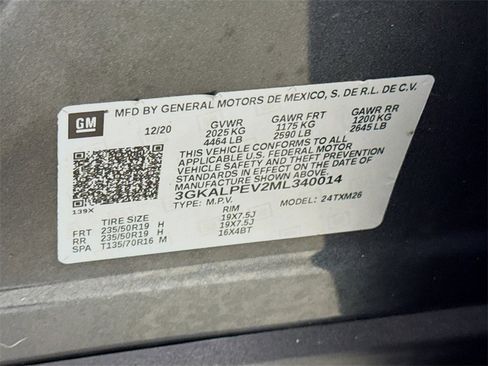 GM
MFD BY GENERAL MOTORS DE MEXICO, S. DE R.L. DE C.V.
12/20 GVWR GAWR FRT GAWR RR
2025 KG 1175 KG 1200 KG
4464 LB 2590 LB 2645 LB
THIS VEHICLE CONFORMS TO ALL
APPLICABLE U.S. FEDERAL MOTOR
VEHICLE SAFETY STANDARDS IN
EFFECT ON THE DATE OF
MANUFACTURE SHOWN ABOVE.
3GKALPEV2ML340014
139X
TYPE: M.P.V. MODEL: 24TXM26
TIRE SIZE RIM
FRT 235/50R19 H 19X7.5J
RR 235/50R19 H 19X7.5J
SPA T135/70R16 M 16X4BT